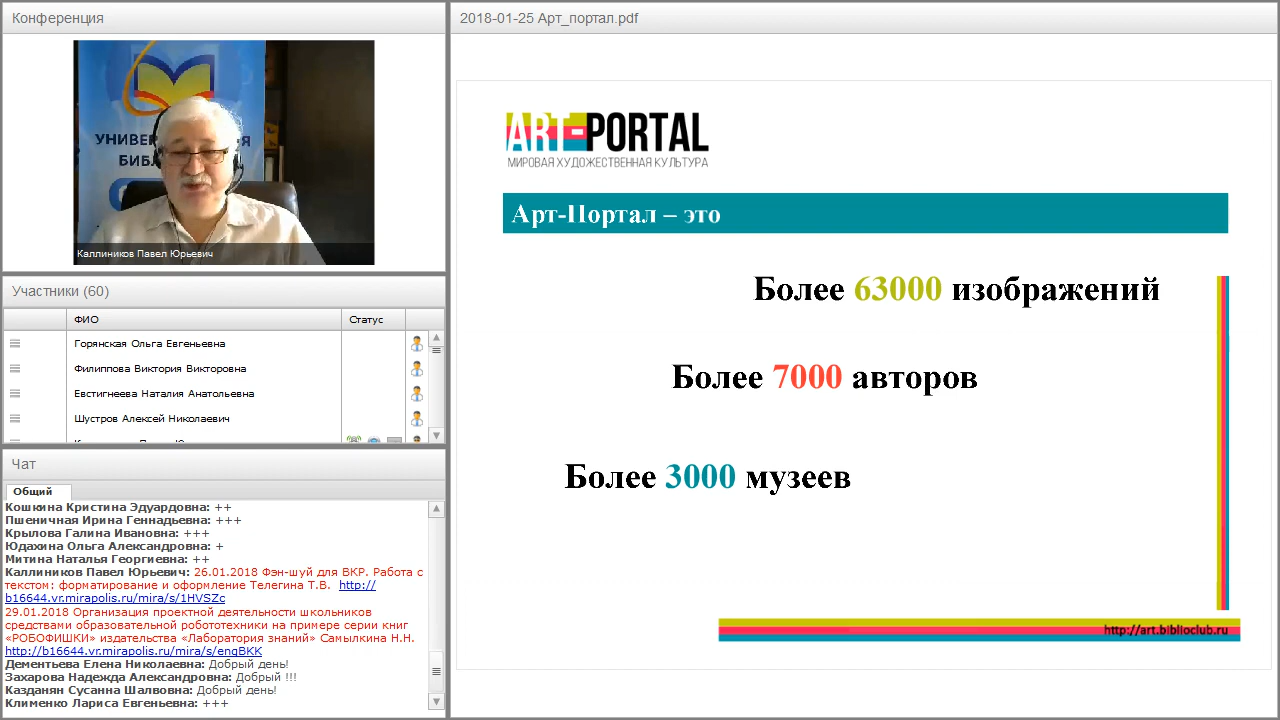 Конференция
УНИВЕР
БИБЛ
Каллиников Павел Юрьевич
Участники (60)
ФИО
Статус
Горянская Ольга Евгеньевна
Филиппова Виктория Викторовна
Евстигнеева Наталия Анатольевна
Шустров Алексей Николаевич
Чат
Общий
Кошкина Кристина Эдуардовна: ++
Пшеничная Ирина Геннадьевна: +++
Крылова Галина Ивановна: +++
Юдахина Ольга Александровна: +
Митина Наталья Георгиевна: ++
Каллиников Павел Юрьевич: 26.01.2018 Фэн-шуй для ВКР. Работа с
текстом: форматирование и оформление Телегина Т.В. http://
b16644.vr.mirapolis.ru/mira/s/1HVSZc
29.01.2018 Организация проектной деятельности школьников
средствами образовательной робототехники на примере серии книг
«РОБОФИШКИ» издательства «Лаборатория знаний» Самылкина Н.Н.
http://b16644.vr.mirapolis.ru/mira/s/enqBKK
Дементьева Елена Николаевна: Добрый день!
Захарова Надежда Александровна: Добрый !!!
Казданян Сусанна Шалвовна: Добрый день!
Клименко Лариса Евгеньевна: +++
2018-01-25 Арт_портал.pdf
ART-PORTAL
МИРОВАЯ ХУДОЖЕСТВЕННАЯ КУЛЬТУРА
Арт-Портал – это
Более 63000 изображений
Более 7000 авторов
Более 3000 музеев
http://art.biblioclub.ru